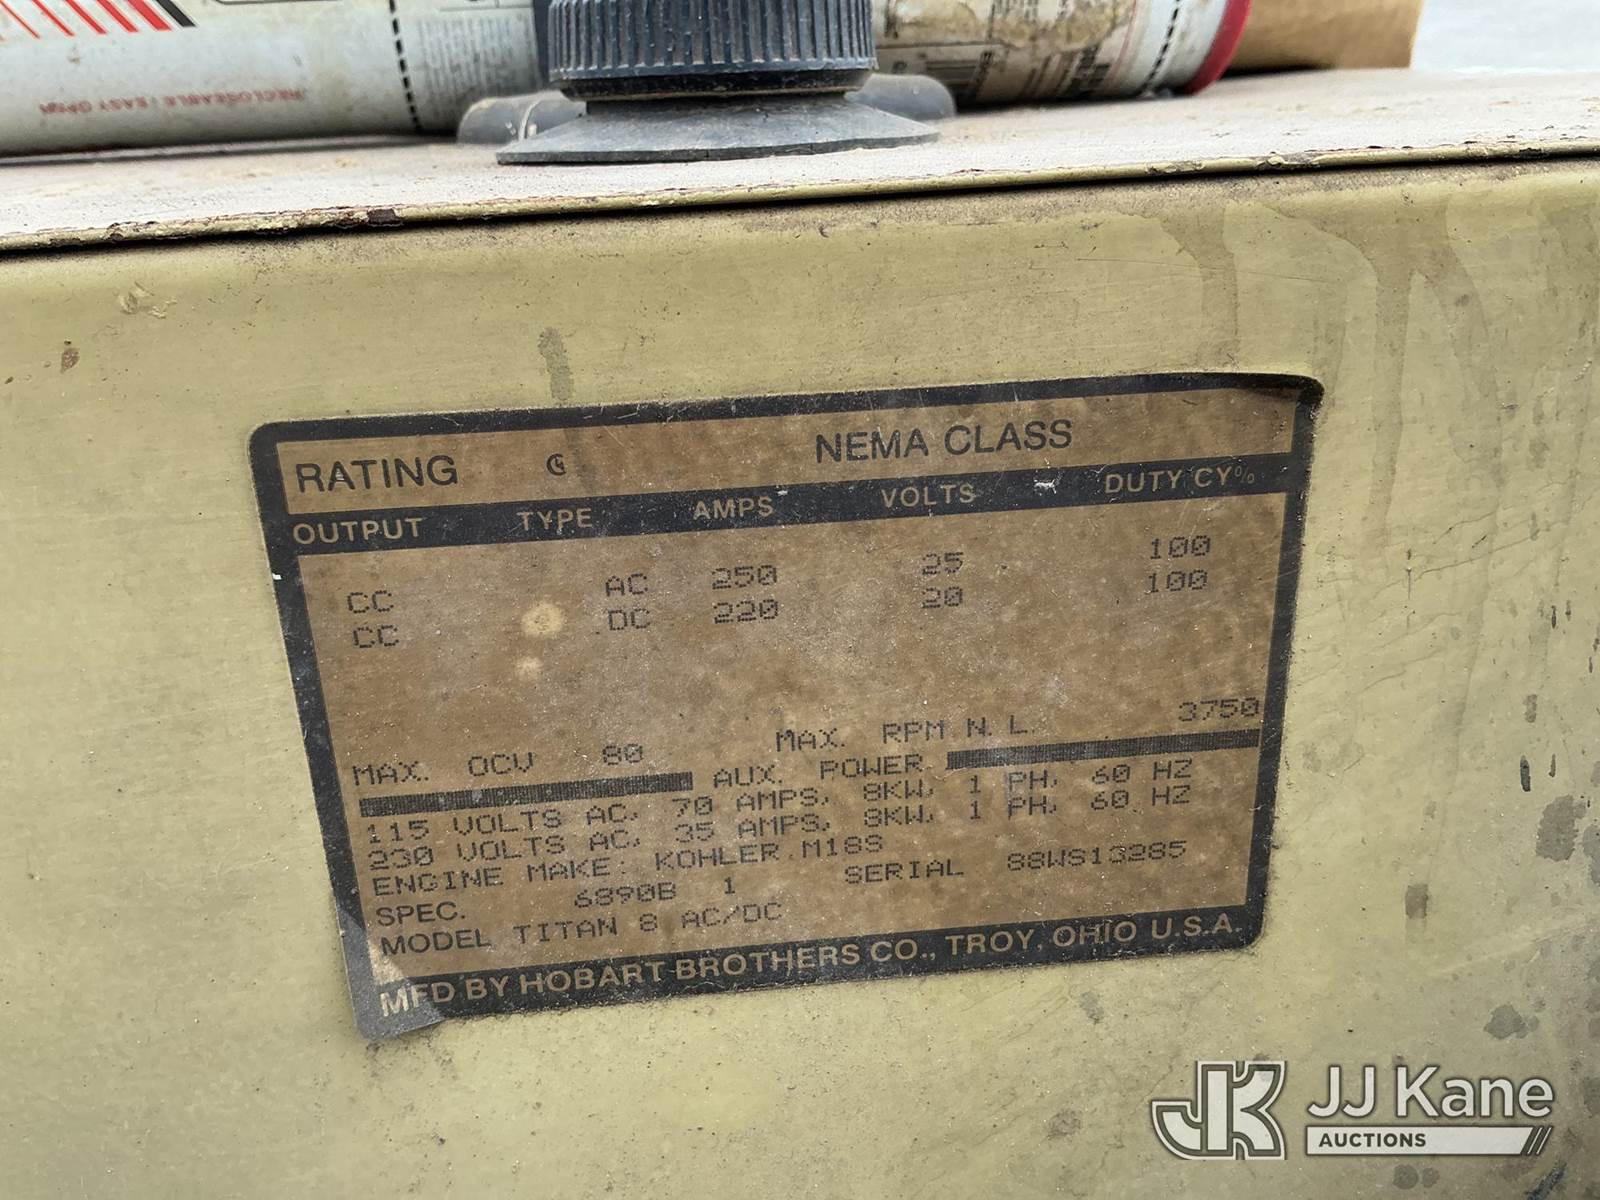 RECLOSEABLE / EASY OPEN
RATING NEMA CLASS
OUTPUT TYPE AMPS VOLTS DUTY CY%
CC AC 250 25 100
CC DC 220 20 100
MAX. OCV 80 MAX. RPM N.L. 3750
AUX. POWER
115 VOLTS AC, 70 AMPS, 8KW, 1 PH, 60 HZ
230 VOLTS AC, 35 AMPS, 8KW, 1 PH, 60 HZ
ENGINE MAKE: KOHLER M18S
SPEC. 6890B 1 SERIAL 88WS13285
MODEL TITAN 8 AC/DC
MFD BY HOBART BROTHERS CO., TROY, OHIO U.S.A.
JK JJ Kane
AUCTIONS